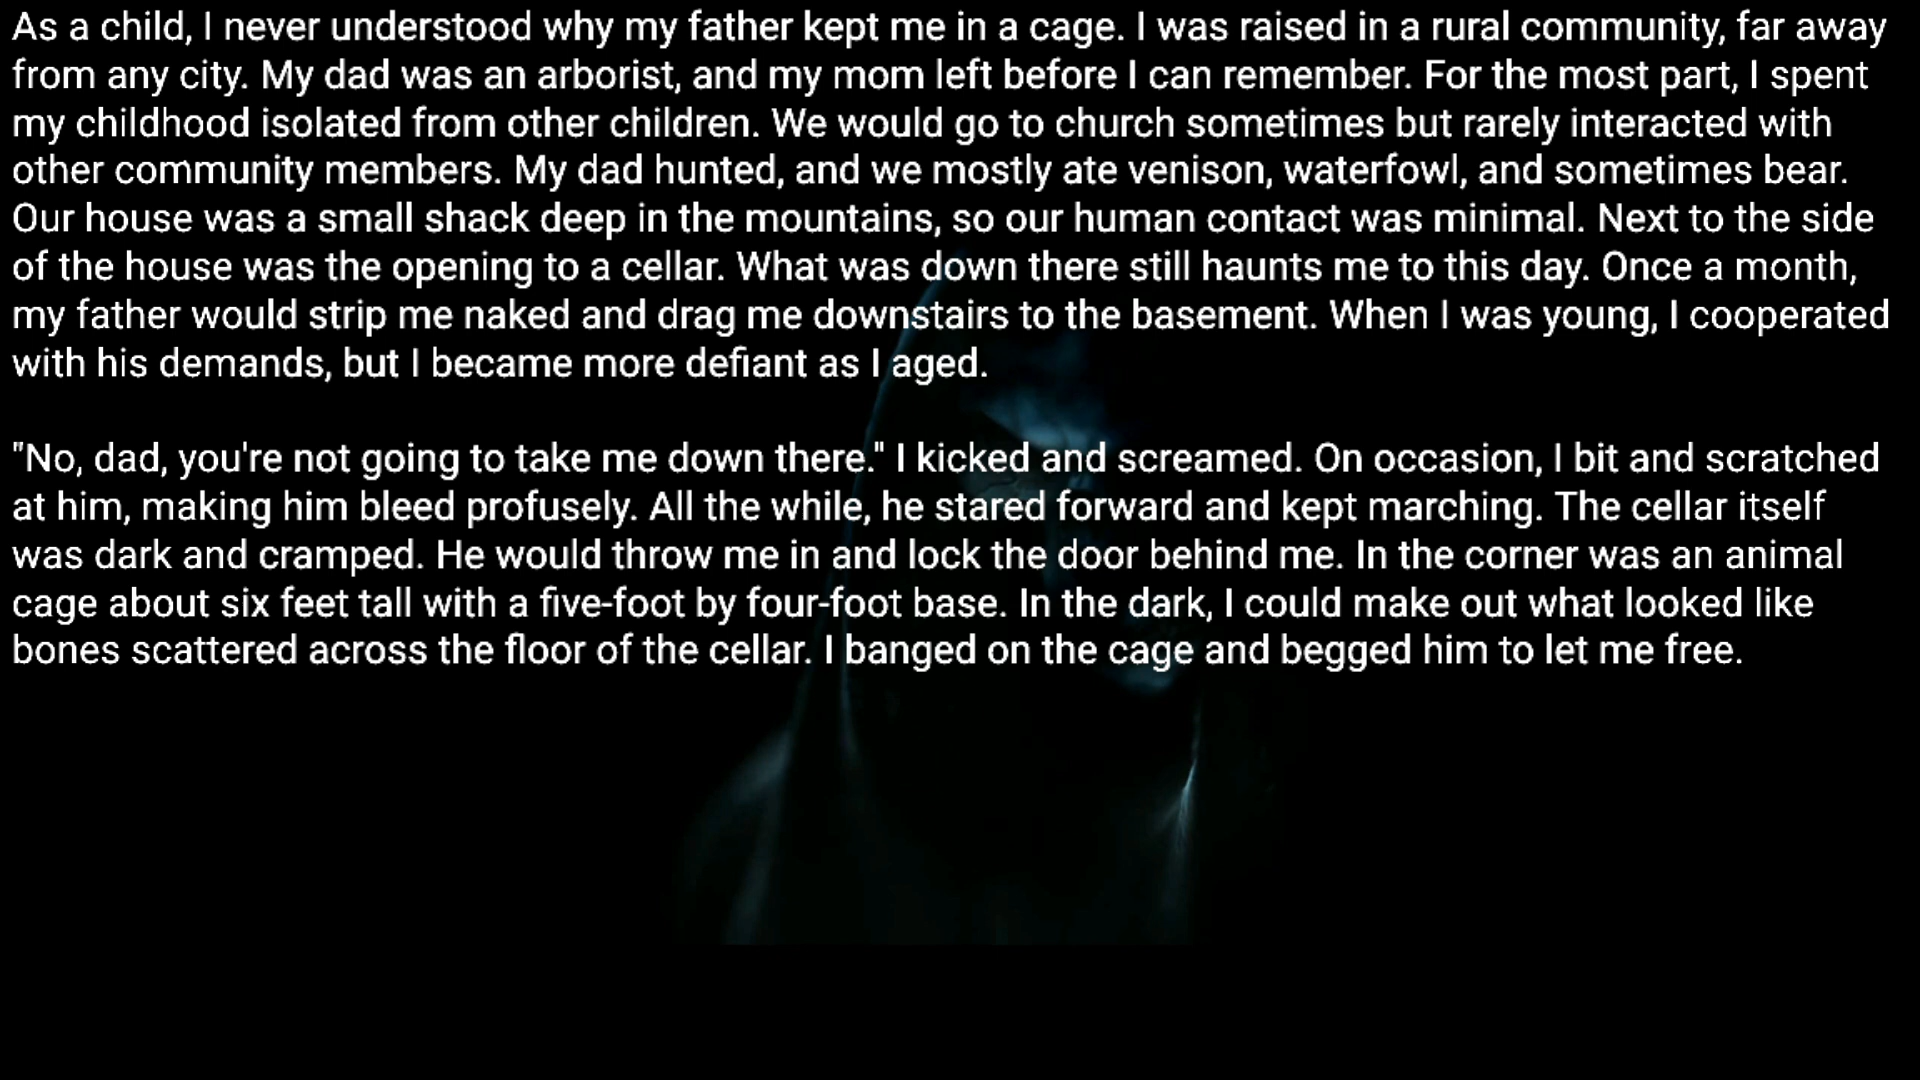 As a child, I never understood why my father kept me in a cage. I was raised in a rural community, far away
from any city. My dad was an arborist, and my mom left before I can remember. For the most part, I spent
my childhood isolated from other children. We would go to church sometimes but rarely interacted with
other community members. My dad hunted, and we mostly ate venison, waterfowl, and sometimes bear.
Our house was a small shack deep in the mountains, so our human contact was minimal. Next to the side
of the house was the opening to a cellar. What was down there still haunts me to this day. Once a month,
my father would strip me naked and drag me downstairs to the basement. When I was young, I cooperated
with his demands, but I became more defiant as I aged.
"No, dad, you're not going to take me down there." I kicked and screamed. On occasion, I bit and scratched
at him, making him bleed profusely. All the while, he stared forward and kept marching. The cellar itself
was dark and cramped. He would throw me in and lock the door behind me. In the corner was an animal
cage about six feet tall with a five-foot by four-foot base. In the dark, I could make out what looked like
bones scattered across the floor of the cellar. I banged on the cage and begged him to let me free.